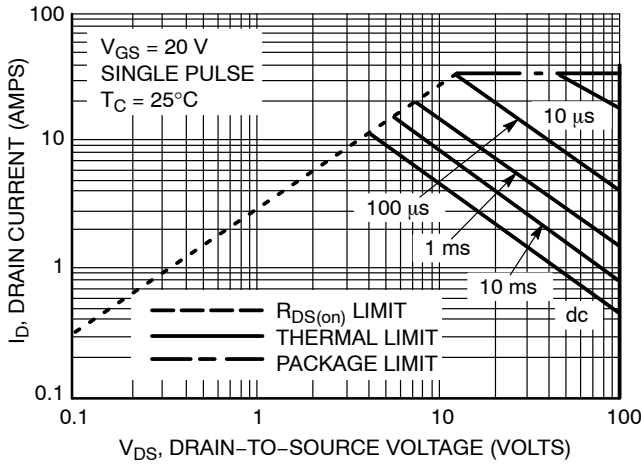 100
V_GS = 20 V
SINGLE PULSE
T_C = 25°C
10
1
0.1
I_D, DRAIN CURRENT (AMPS)
10 μs
100 μs
1 ms
10 ms
dc
R_DS(on) LIMIT
THERMAL LIMIT
PACKAGE LIMIT
0.1
1
10
100
V_DS, DRAIN−TO−SOURCE VOLTAGE (VOLTS)